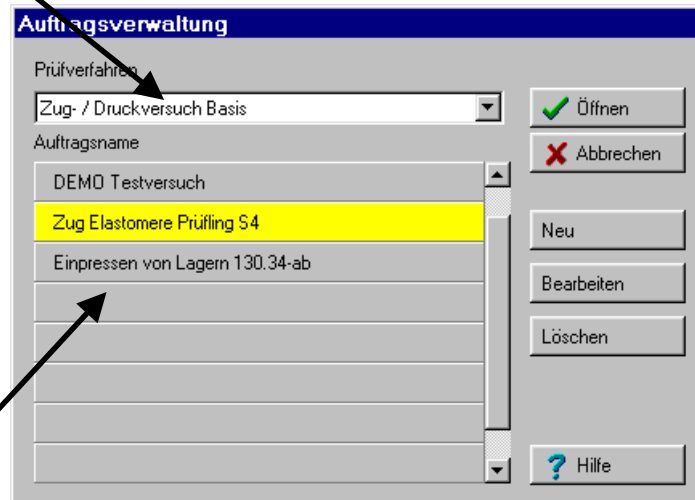 Auftragsverwaltung
Prüfverfahren
Zug- / Druckversuch Basis
Öffnen
Auftragsname
Abbrechen
DEMO Testversuch
Zug Elastomere Prüfling S4
Neu
Einpressen von Lagern 130.34-ab
Bearbeiten
Löschen
? Hilfe